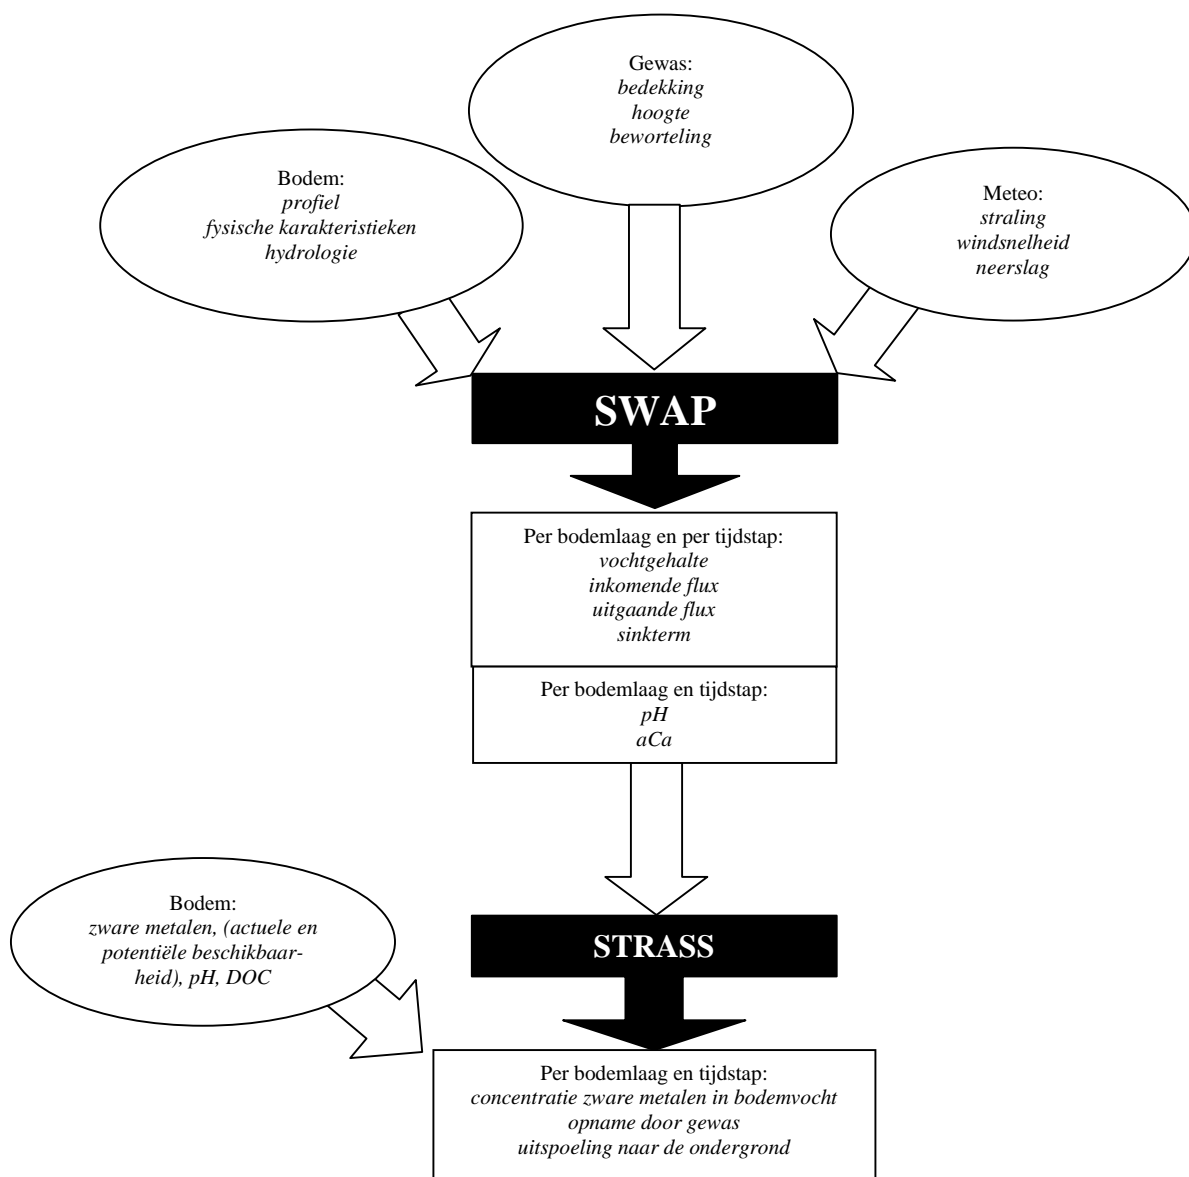 Gewas:
bedekking
hoogte
beworteling
Bodem:
profiel
fysische karakteristieken
hydrologie
Meteo:
straling
windsnelheid
neerslag
SWAP
Per bodemlaag en per tijdstap:
vochtgehalte
inkomende flux
uitgaande flux
sinkterm
Per bodemlaag en tijdstap:
pH
aCa
Bodem:
zware metalen, (actuele en
potentiële beschikbaar-
heid), pH, DOC
STRASS
Per bodemlaag en tijdstap:
concentratie zware metalen in bodemvocht
opname door gewas
uitspoeling naar de ondergrond